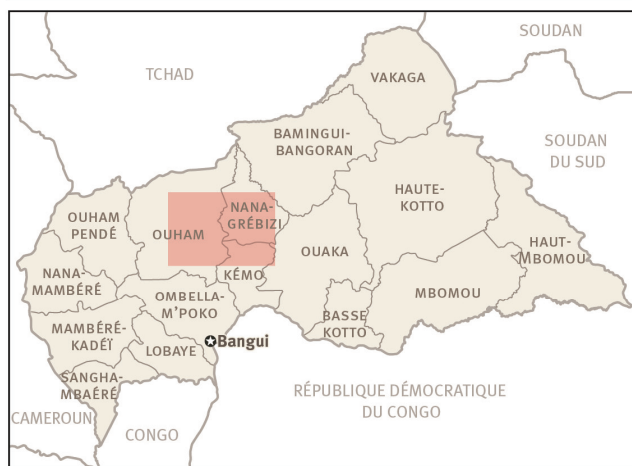 SOUDAN
TCHAD
VAKAGA
BAMINGUI-
BANGORAN
SOUDAN
DU SUD
HAUTE-
KOTTO
OUHAM
PENDÉ
OUHAM
NANA-
GRÉBIZI
OUAKA
HAUT-
MBOMOU
NANA-
MAMBÉRÉ
KÉMO
OMBELLA-
M'POKO
MBOMOU
BASSE
KOTTO
MAMBÉRÉ-
KADÉÏ
LOBAYE
Bangui
SANGHA-
MBAÉRÉ
CAMEROUN
CONGO
RÉPUBLIQUE DÉMOCRATIQUE
DU CONGO